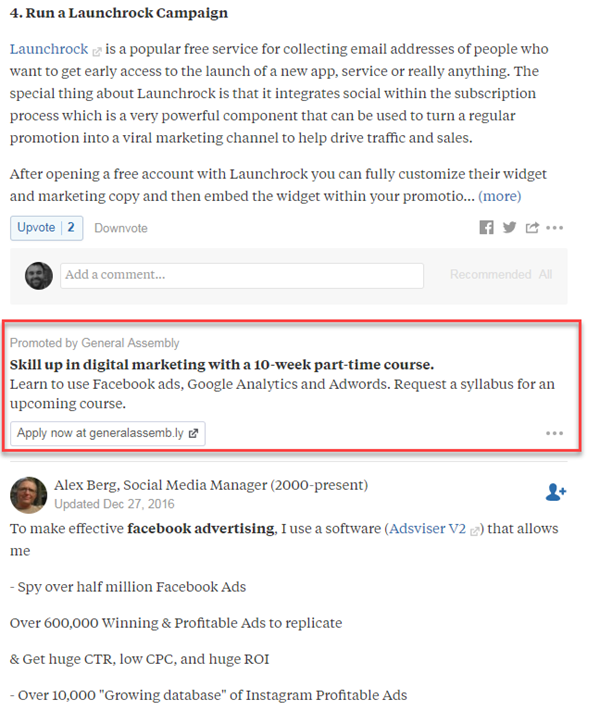 4. Run a Launchrock Campaign
Launchrock is a popular free service for collecting email addresses of people who
want to get early access to the launch of a new app, service or really anything. The
special thing about Launchrock is that it integrates social within the subscription
process which is a very powerful component that can be used to turn a regular
promotion into a viral marketing channel to help drive traffic and sales.
After opening a free account with Launchrock you can fully customize their widget
and marketing copy and then embed the widget within your promotio... (more)
Upvote | 2 Downvote
Add a comment... Recommended All
Promoted by General Assembly
Skill up in digital marketing with a 10-week part-time course.
Learn to use Facebook ads, Google Analytics and Adwords. Request a syllabus for an
upcoming course.
Apply now at generalassemb.ly
Alex Berg, Social Media Manager (2000-present)
Updated Dec 27, 2016
To make effective facebook advertising, I use a software (Adsviser V2) that allows
me
- Spy over half million Facebook Ads
Over 600,000 Winning & Profitable Ads to replicate
& Get huge CTR, low CPC, and huge ROI
- Over 10,000 "Growing database" of Instagram Profitable Ads